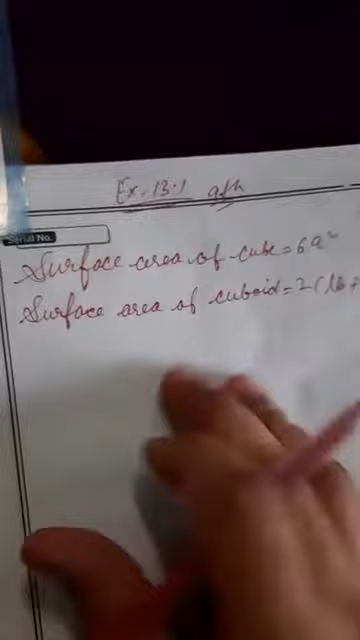 Ex. 13.1 9th
Serial No.
Surface area of cube = 6a²
Surface area of cuboid = 2(lb +